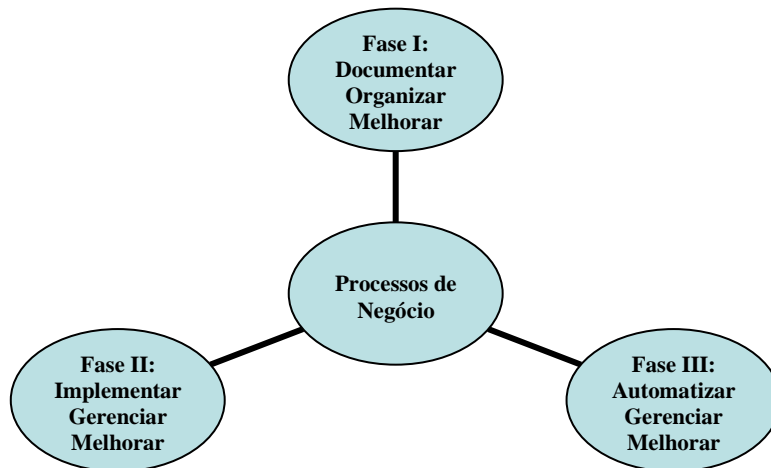 Fase I:
Documentar
Organizar
Melhorar
Processos de
Negócio
Fase II:
Implementar
Gerenciar
Melhorar
Fase III:
Automatizar
Gerenciar
Melhorar